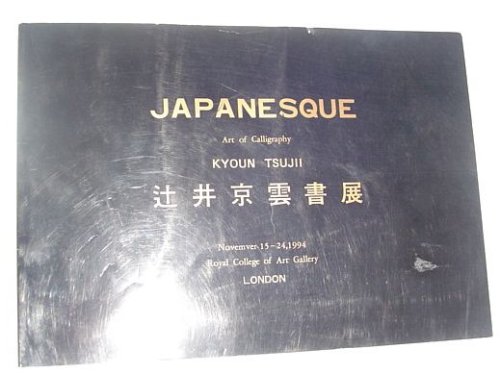 JAPANESQUE
Art of Calligraphy
KYOUN TSUJII
辻井京雲書展
Novemver 15-24,1994
Royal College of Art Gallery
LONDON